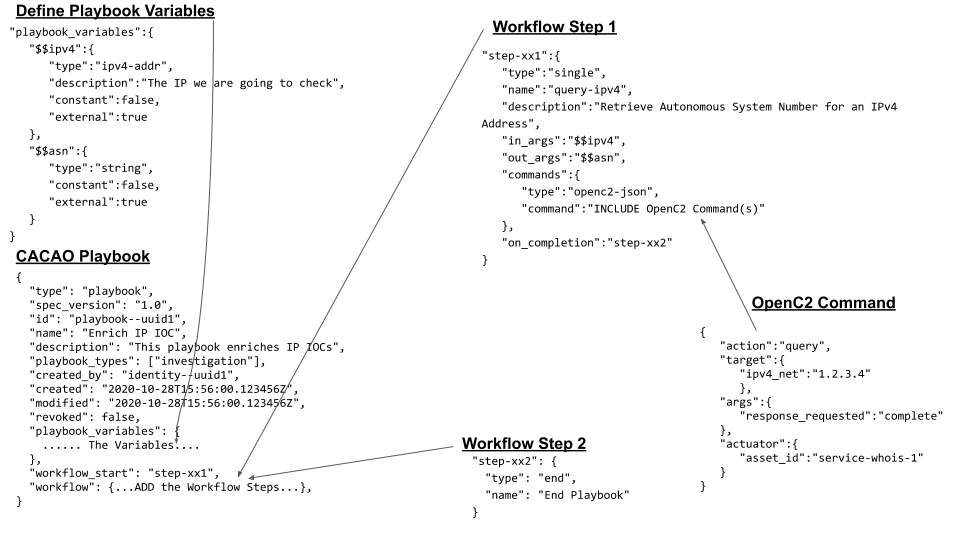 Define Playbook Variables
"playbook_variables":{
"$$ipv4":{
"type":"ipv4-addr",
"description":"The IP we are going to check",
"constant":false,
"external":true
},
"$$asn":{
"type":"string",
"constant":false,
"external":true
}
}
CACAO Playbook
{
"type": "playbook",
"spec_version": "1.0",
"id": "playbook--uuid1",
"name": "Enrich IP IOC",
"description": "This playbook enriches IP IOCs",
"playbook_types": ["investigation"],
"created_by": "identity--uuid1",
"created": "2020-10-28T15:56:00.123456Z",
"modified": "2020-10-28T15:56:00.123456Z",
"revoked": false,
"playbook_variables": {
...... The Variables....
},
"workflow_start": "step-xx1",
"workflow": {...ADD the Workflow Steps...},
}
Workflow Step 1
"step-xx1":{
"type":"single",
"name":"query-ipv4",
"description":"Retrieve Autonomous System Number for an IPv4
Address",
"in_args":"$$ipv4",
"out_args":"$$asn",
"commands":{
"type":"openc2-json",
"command":"INCLUDE OpenC2 Command(s)"
},
"on_completion":"step-xx2"
}
OpenC2 Command
{
"action":"query",
"target":{
"ipv4_net":"1.2.3.4"
},
"args":{
"response_requested":"complete"
},
"actuator":{
"asset_id":"service-whois-1"
}
}
Workflow Step 2
"step-xx2": {
"type": "end",
"name": "End Playbook"
}